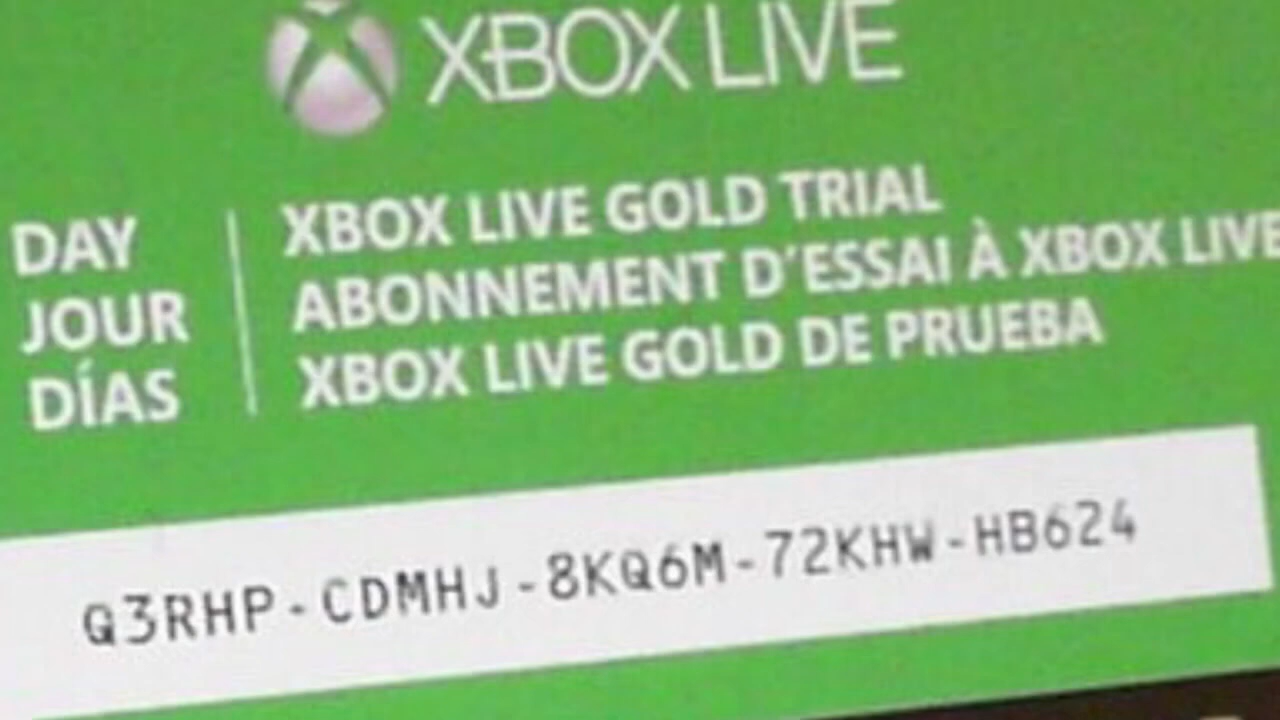 XBOX LIVE
DAY
JOUR
DÍAS
XBOX LIVE GOLD TRIAL
ABONNEMENT D'ESSAI À XBOX LIVE
XBOX LIVE GOLD DE PRUEBA
Q3RHP-CDMHJ-8KQ6M-72KHW-HB624